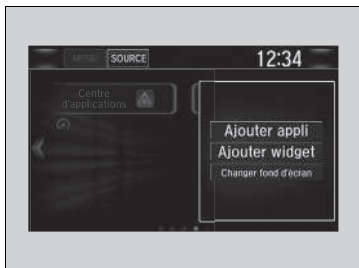 SOURCE
12:34
Centre
d'applications
Ajouter appli
Ajouter widget
Changer fond d'écran